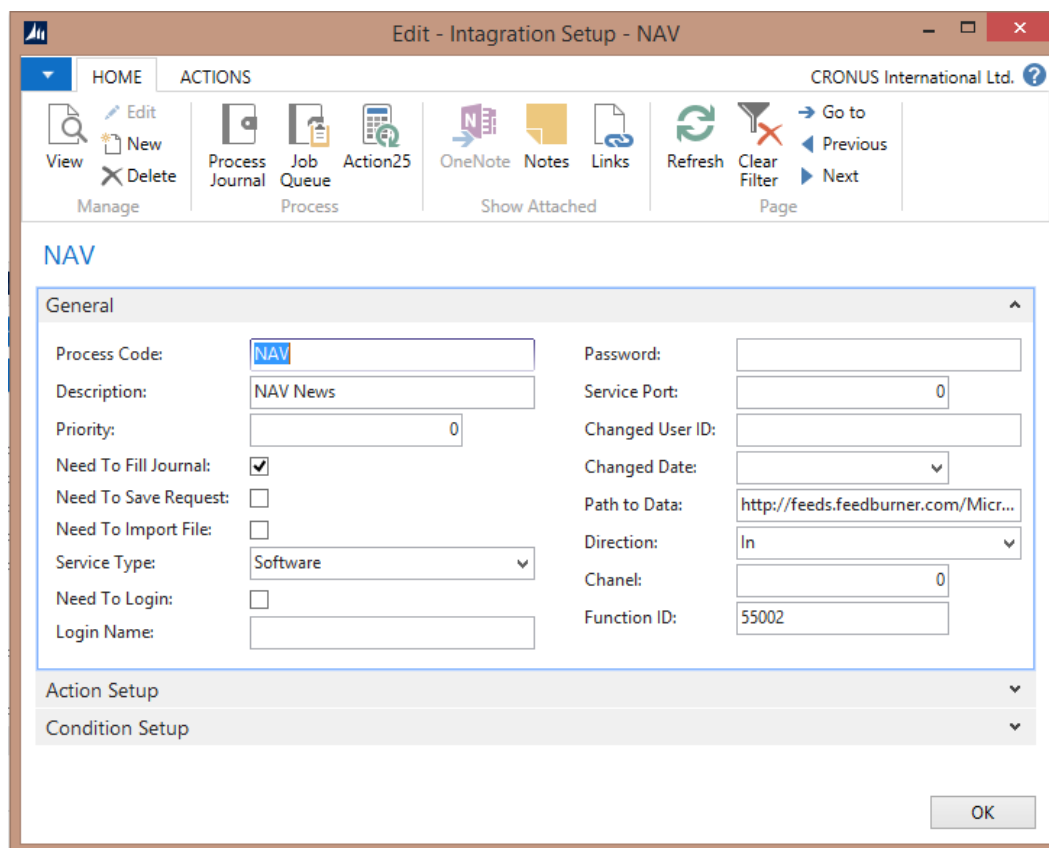 Edit - Intagration Setup - NAV
HOME ACTIONS CRONUS International Ltd. ?
View
Edit
New
Delete
Manage
Process Journal
Job Queue
Action25
Process
OneNote
Notes
Links
Show Attached
Refresh
Clear Filter
Go to
Previous
Next
Page
NAV
General
Process Code: NAV
Description: NAV News
Priority: 0
Need To Fill Journal:
Need To Save Request:
Need To Import File:
Service Type: Software
Need To Login:
Login Name:
Password:
Service Port: 0
Changed User ID:
Changed Date:
Path to Data: http://feeds.feedburner.com/Micr...
Direction: In
Chanel: 0
Function ID: 55002
Action Setup
Condition Setup
OK